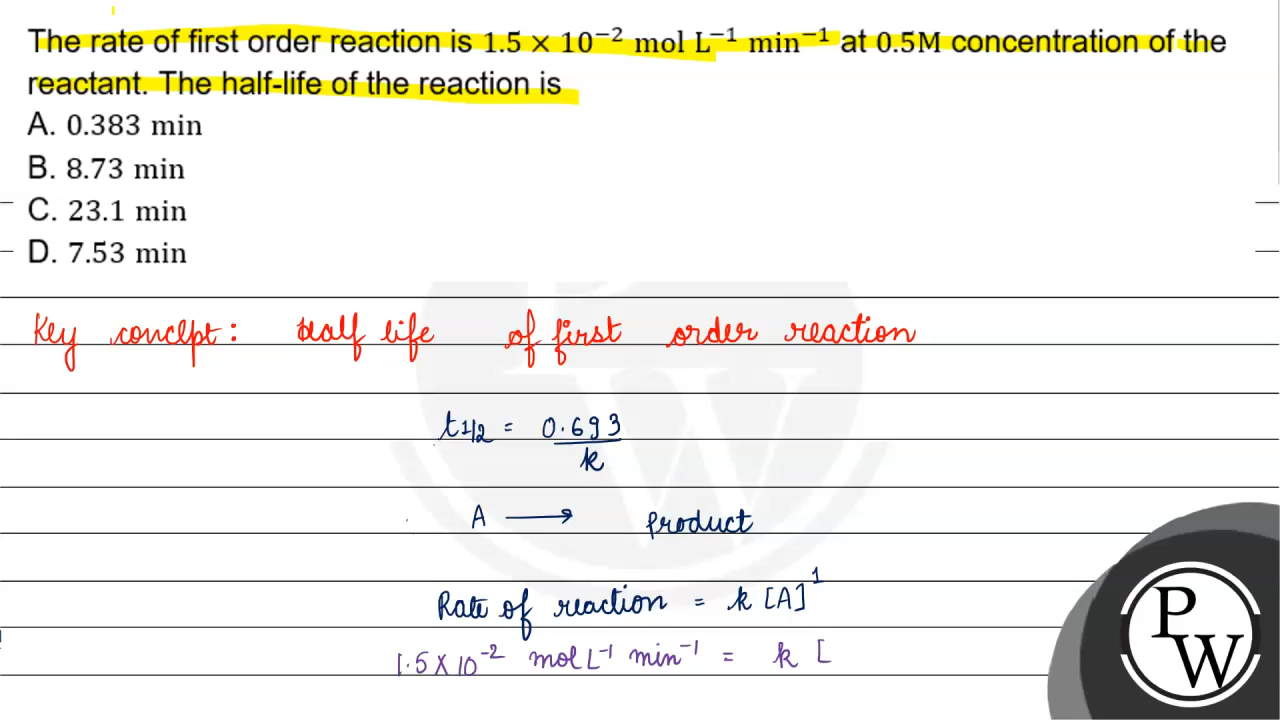 The rate of first order reaction is 1.5 × 10⁻² mol L⁻¹ min⁻¹ at 0.5M concentration of the
reactant. The half-life of the reaction is
A. 0.383 min
B. 8.73 min
C. 23.1 min
D. 7.53 min
Key concept: Half life of first order reaction
t1/2 = 0.693
k
A ⟶ product
Rate of reaction = k [A]¹
1.5 × 10⁻² mol L⁻¹ min⁻¹ = k [
P
W